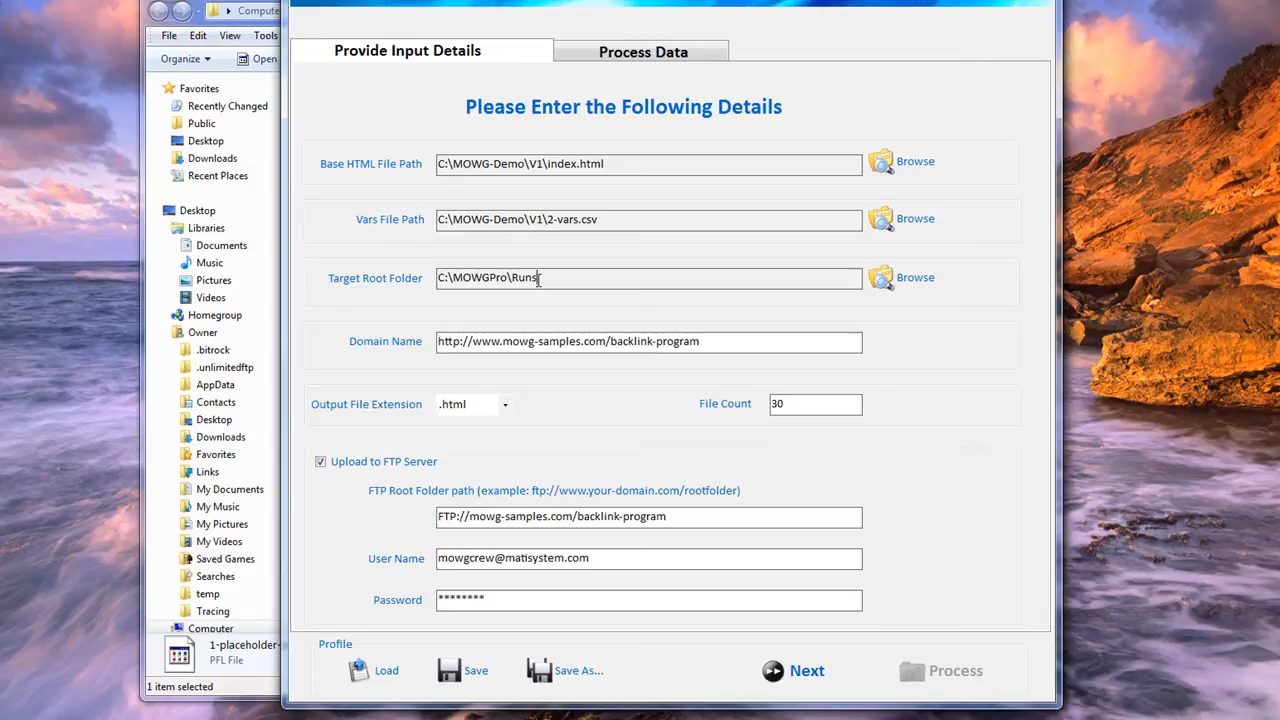 Compute
File Edit View Tools
Organize Open
Favorites
Recently Changed
Public
Desktop
Downloads
Recent Places
Desktop
Libraries
Documents
Music
Pictures
Videos
Homegroup
Owner
.bitrock
.unlimitedftp
AppData
Contacts
Desktop
Downloads
Favorites
Links
My Documents
My Music
My Pictures
My Videos
Saved Games
Searches
temp
Tracing
Computer
1-placeholder-
PFL File
1 item selected
Provide Input Details Process Data
Please Enter the Following Details
Base HTML File Path C:\MOWG-Demo\V1\index.html Browse
Vars File Path C:\MOWG-Demo\V1\2-vars.csv Browse
Target Root Folder C:\MOWGPro\Runs Browse
Domain Name http://www.mowg-samples.com/backlink-program
Output File Extension .html File Count 30
Upload to FTP Server
FTP Root Folder path (example: ftp://www.your-domain.com/rootfolder)
FTP://mowg-samples.com/backlink-program
User Name mowgcrew@matisystem.com
Password ********
Profile
Load Save Save As... Next Process